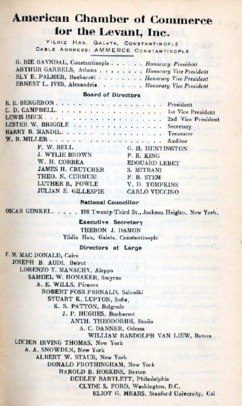 American Chamber of Commerce
for the Levant, Inc.
YILDIZ HAN, GALATA, CONSTANTINOPLE
CABLE ADDRESS: AMMERCE CONSTANTINOPLE
G. BIE RAVNDAL, Constantinople . . . . Honorary President
ARTHUR GARRELS, Athens . . . . Honorary Vice President
ELY E. PALMER, Bucharest . . . . Honorary Vice President
ERNEST L. IVES, Alexandria . . . . Honorary Vice President
Board of Directors
R. E. BERGERON . . . . President
C. D. CAMPBELL . . . . 1st Vice President
LEWIS HECK . . . . 2nd Vice President
LESTER W. . . . . Secretary
HARRY R. MANDEL . . . . Treasurer
W. B. MILLER . . . . Auditor
F. W. BELL G. H. HUNTINGTON
J. WYLIE BROWN P. E. KING
W. H. CORREA EDOUARD LEBET
JAMES H. CRUTCHER S. MITRANI
THEO. N. CURMUSI F. B. STEM
LUTHER R. FOWLE V. D. TOMPKINS
JULIAN E. GILLESPIE CARLO VUCCINO
National Councillor
OSCAR GUNKEL . . . . 196 Twenty-Third St., Jackson Heights, New York.
Executive Secretary
THERON J. DAMON
Yildiz Han, Galata, Constantinople
Directors at Large
P. M. MAC DONALD, Cairo
JOSEPH B. AUDI, Beirut
LORENZO Y. MANACHY, Aleppo
SAMUEL W. HONAKER, Smyrna
A. E. WILLS, Piraeus
ROBERT FOSS FERNALD, Saloniki
STUART K. LUPTON, Sofia,
K. S. PATTON, Belgrade
J. P. HUGHES, Bucharest
ANTH. THEODORIDI, Braila
A. C. DANNER, Odessa
WILLIAM RANDOLPH VAN LIEW, Batum
LUCIEN IRVING THOMAS, New York
A. A. SNOWDEN, New York
ALBERT W. STAUB, New York
DONALD FROTHINGHAM, New York
HAROLD B. HOSKINS, Boston
DUDLEY BARTLETT, Philadelphia
CLYDE S. FORD, Washington, D.C.
ELIOT G. MEARS, Stanford University, Cal